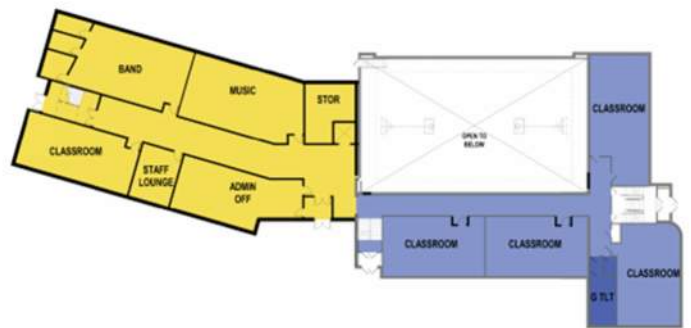 BAND
MUSIC
STOR
CLASSROOM
OPEN TO
BELOW
CLASSROOM
STAFF
LOUNGE
ADMIN
OFF
CLASSROOM
CLASSROOM
CLASSROOM
G TLT